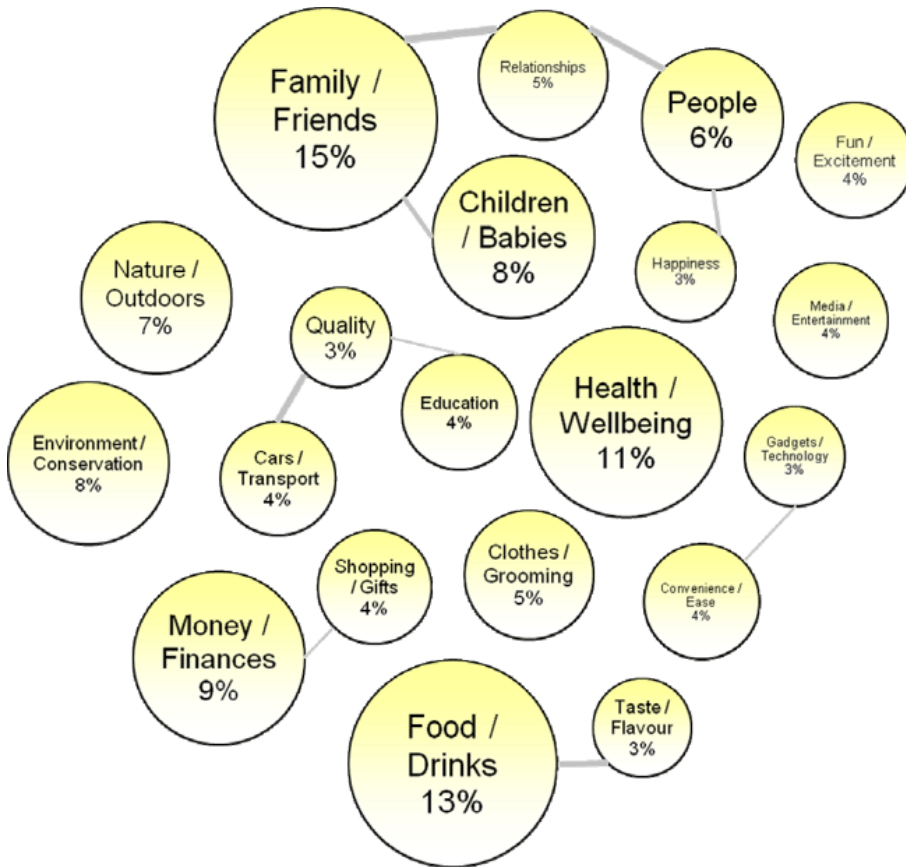 Family /
Friends
15%
Relationships
5%
People
6%
Fun /
Excitement
4%
Children
/ Babies
8%
Nature /
Outdoors
7%
Happiness
3%
Quality
3%
Media /
Entertainment
4%
Health /
Wellbeing
11%
Education
4%
Environment /
Conservation
8%
Cars /
Transport
4%
Gadgets /
Technology
3%
Shopping
/ Gifts
4%
Clothes /
Grooming
5%
Convenience /
Ease
4%
Money /
Finances
9%
Food /
Drinks
13%
Taste /
Flavour
3%